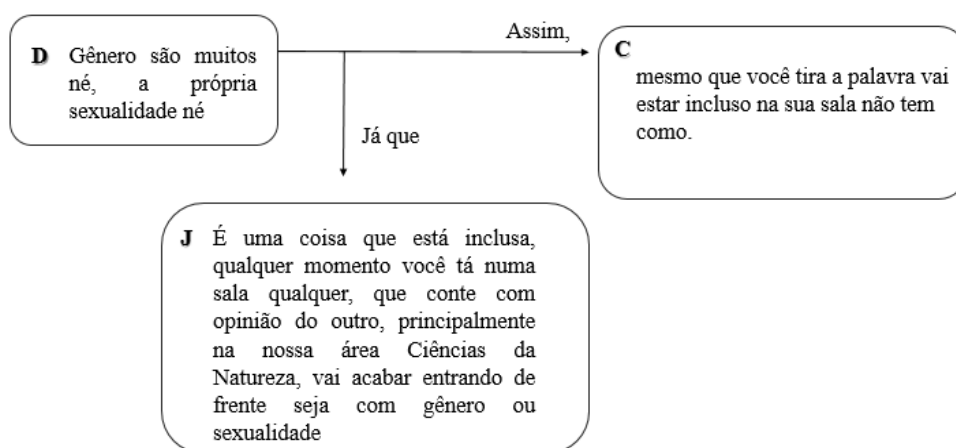 Assim,
D Gênero são muitos
né, a própria
sexualidade né
C
mesmo que você tira a palavra vai
estar incluso na sua sala não tem
como.
Já que
J É uma coisa que está inclusa,
qualquer momento você tá numa
sala qualquer, que conte com
opinião do outro, principalmente
na nossa área Ciências da
Natureza, vai acabar entrando de
frente seja com gênero ou
sexualidade